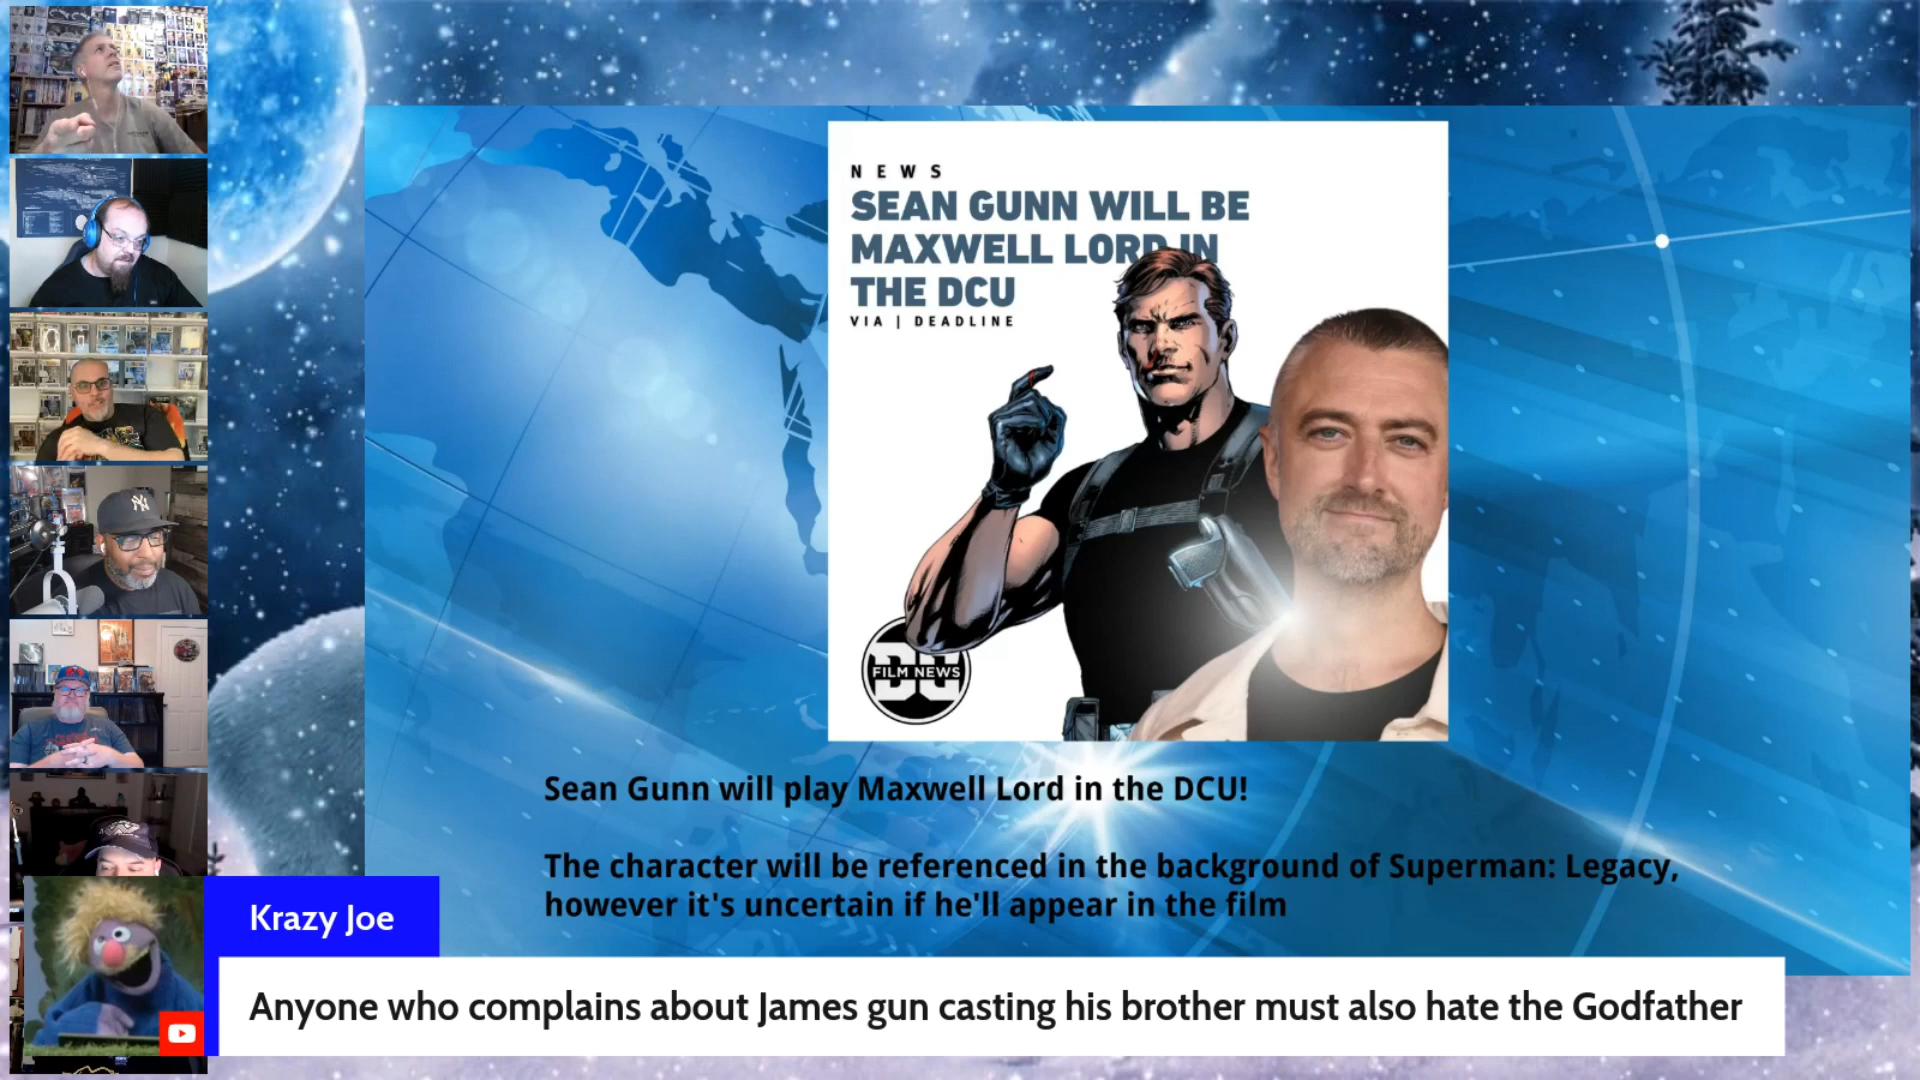 NEWS
SEAN GUNN WILL BE
MAXWELL LORD IN
THE DCU
VIA | DEADLINE
DC
FILM NEWS
Sean Gunn will play Maxwell Lord in the DCU!
The character will be referenced in the background of Superman: Legacy,
however it's uncertain if he'll appear in the film
Krazy Joe
Anyone who complains about James gun casting his brother must also hate the Godfather
NY